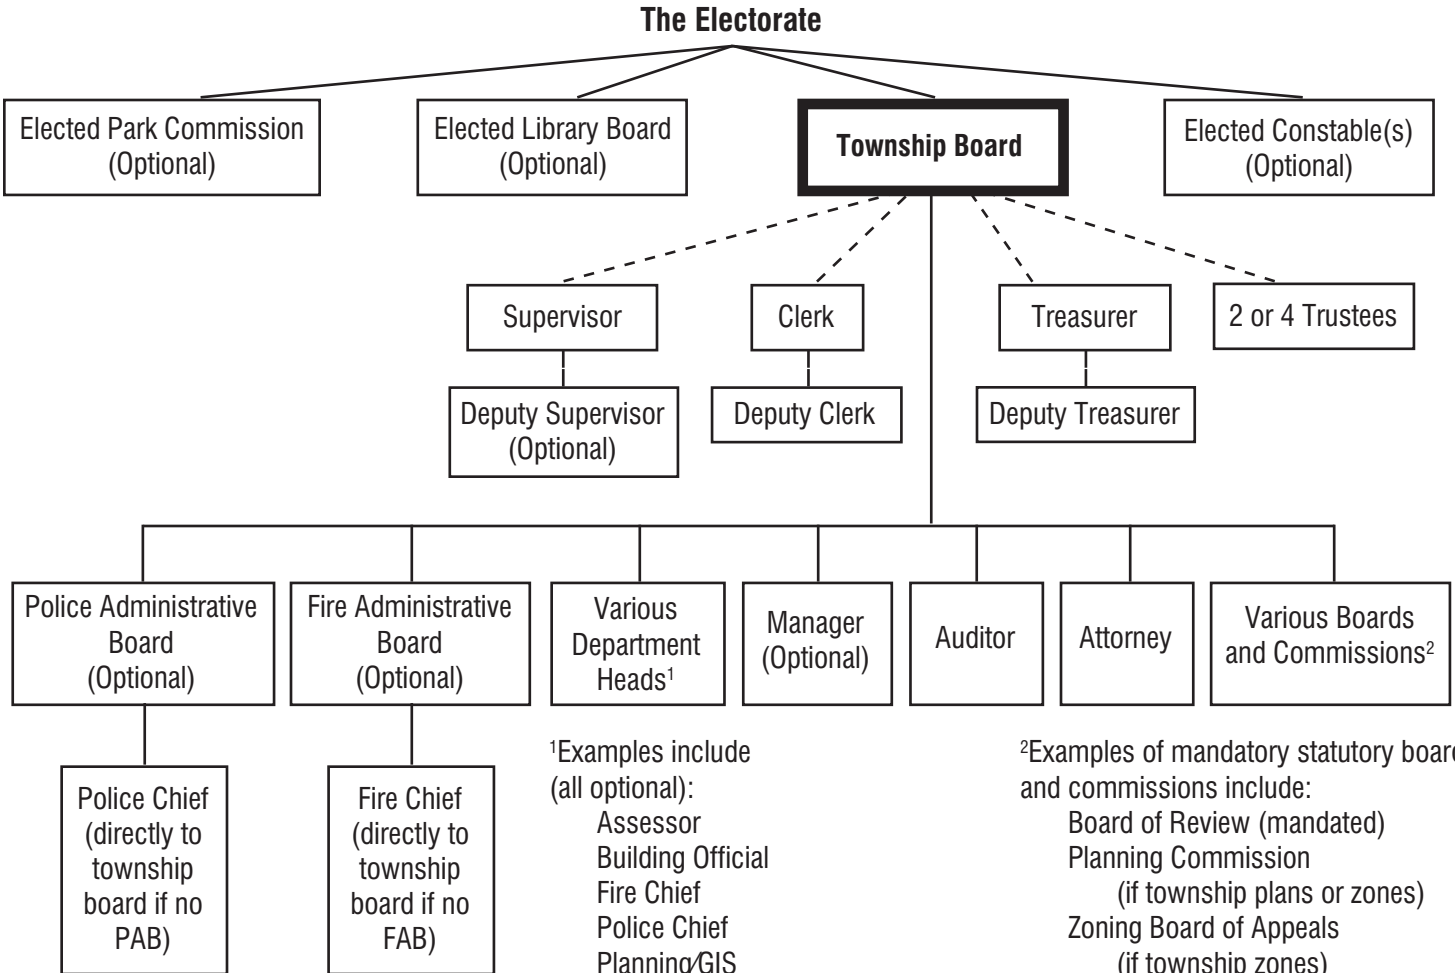 The Electorate
Elected Park Commission
(Optional)
Elected Library Board
(Optional)
Township Board
Elected Constable(s)
(Optional)
Supervisor
Clerk
Treasurer
2 or 4 Trustees
Deputy Supervisor
(Optional)
Deputy Clerk
Deputy Treasurer
Police Administrative
Board
(Optional)
Fire Administrative
Board
(Optional)
Various
Department
Heads¹
Manager
(Optional)
Auditor
Attorney
Various Boards
and Commissions²
Police Chief
(directly to
township
board if no
PAB)
Fire Chief
(directly to
township
board if no
FAB)
¹Examples include
(all optional):
Assessor
Building Official
Fire Chief
Police Chief
Planning/GIS
²Examples of mandatory statutory board
and commissions include:
Board of Review (mandated)
Planning Commission
(if township plans or zones)
Zoning Board of Appeals
(if township zones)